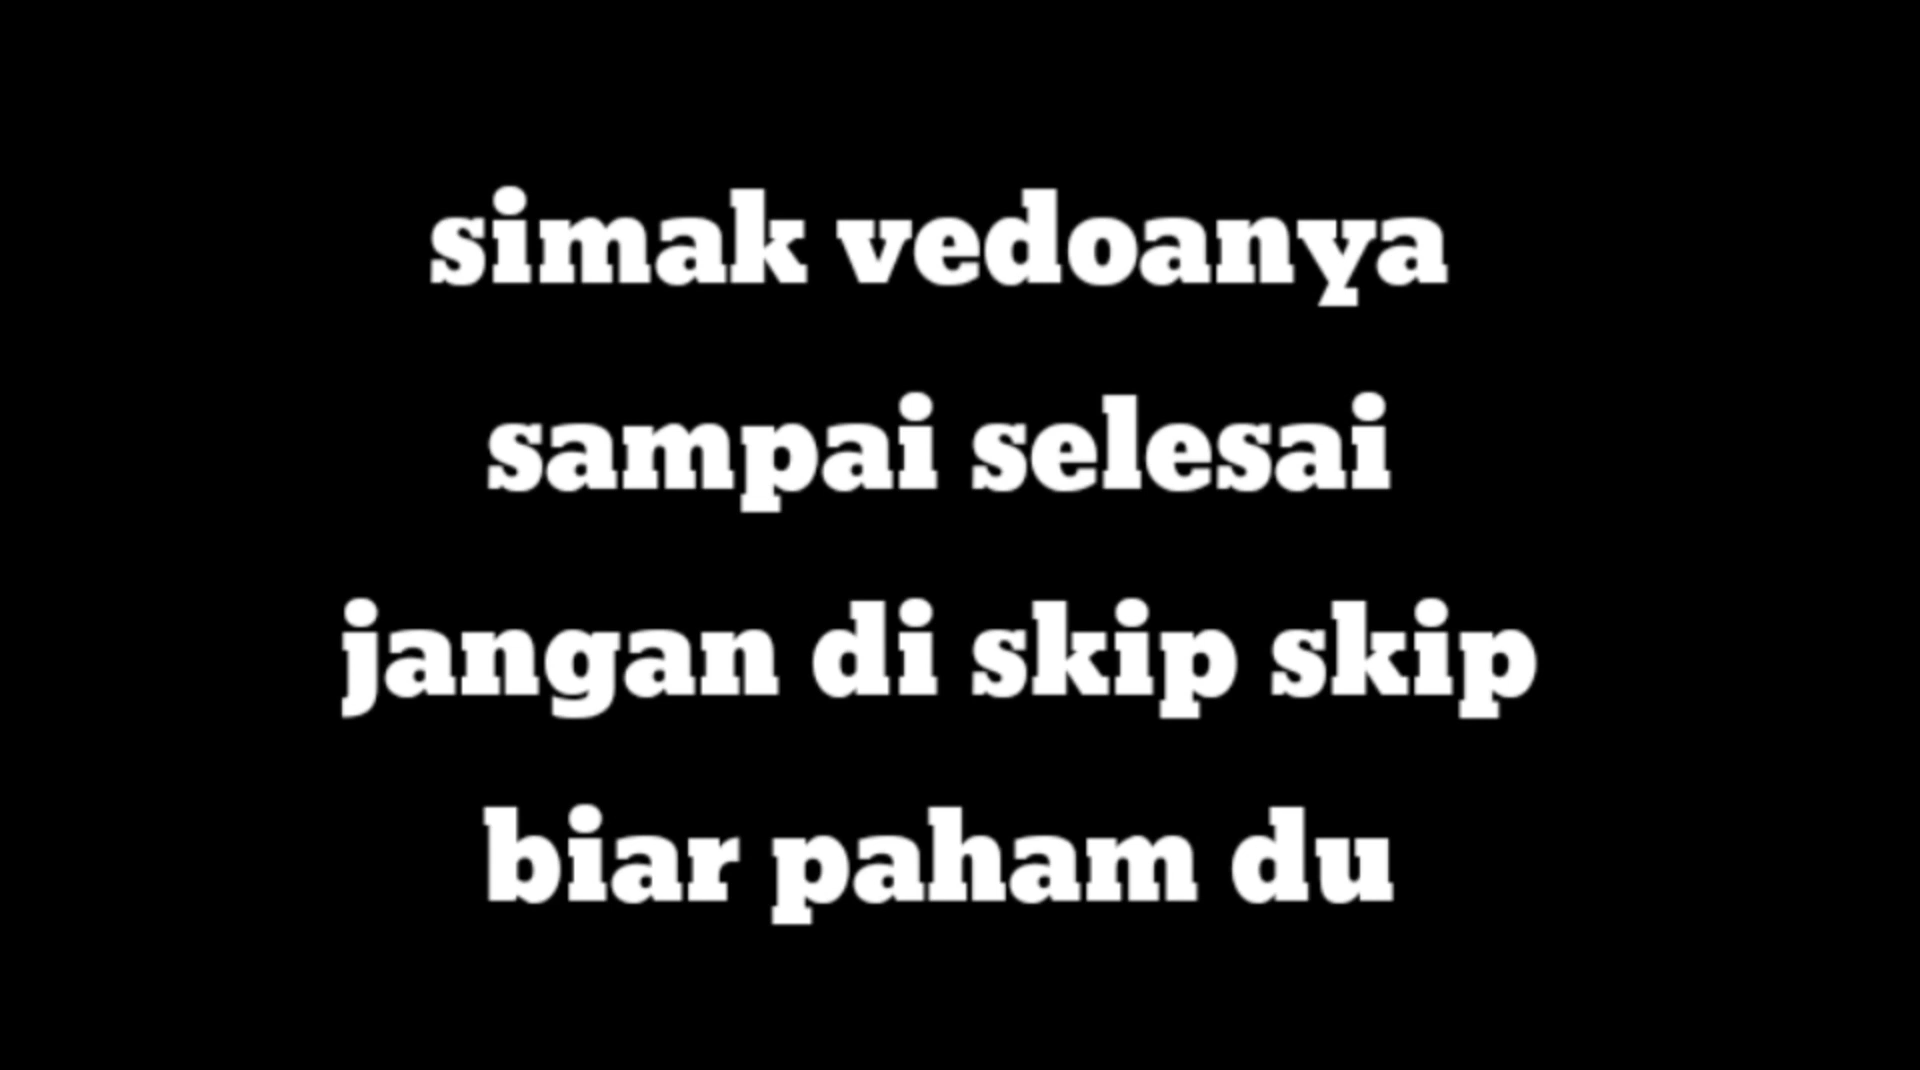 simak vedoanya
sampai selesai
jangan di skip skip
biar paham du